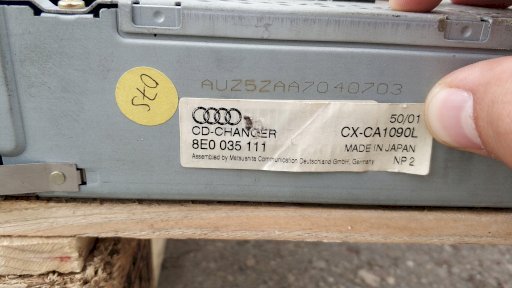 AUZ5ZAA7040703
50/01
CD-CHANGER
CX-CA1090L
8E0 035 111
MADE IN JAPAN
Assembled by Matsushita Communication Deutschland GmbH, Germany
NP 2